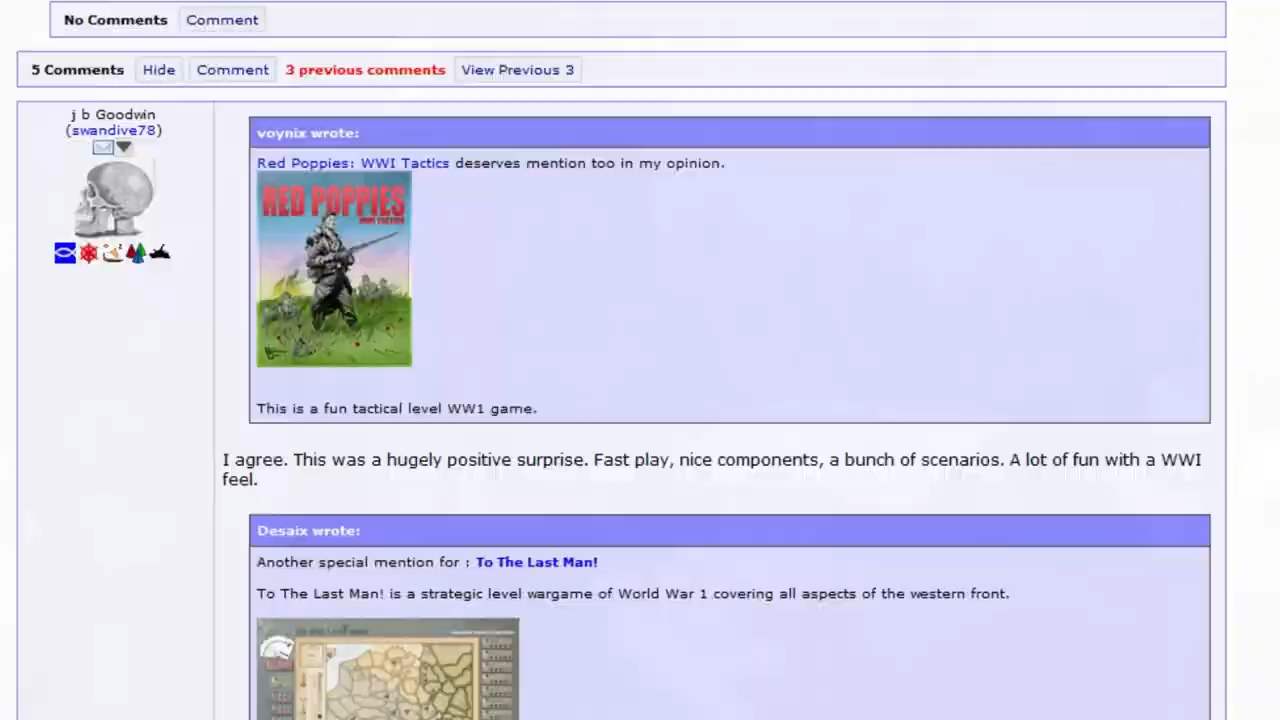 No Comments Comment
5 Comments Hide Comment 3 previous comments View Previous 3
j b Goodwin
(swandive78)
voynix wrote:
Red Poppies: WWI Tactics deserves mention too in my opinion.
RED POPPIES
WWI TACTICS
This is a fun tactical level WW1 game.
I agree. This was a hugely positive surprise. Fast play, nice components, a bunch of scenarios. A lot of fun with a WWI
feel.
Desaix wrote:
Another special mention for : To The Last Man!
To The Last Man! is a strategic level wargame of World War 1 covering all aspects of the western front.